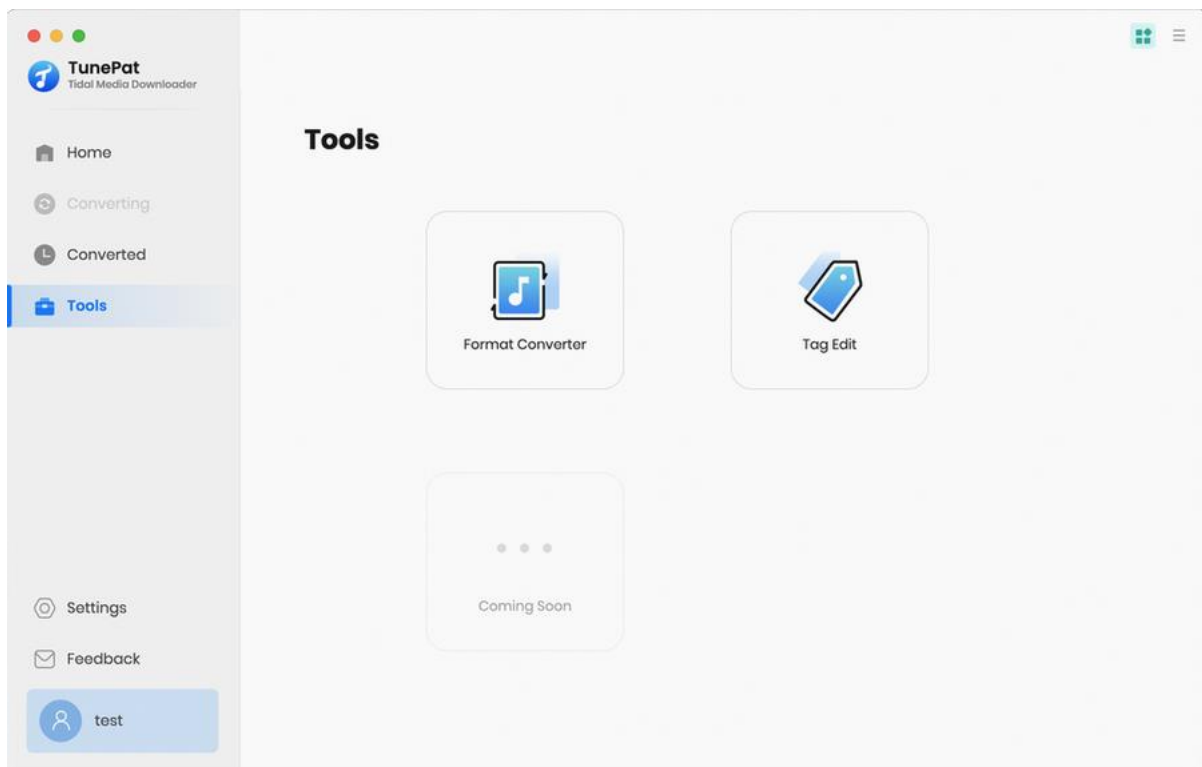 TunePat
Tidal Media Downloader
Home
Converting
Converted
Tools
Settings
Feedback
test
Tools
Format Converter
Tag Edit
Coming Soon